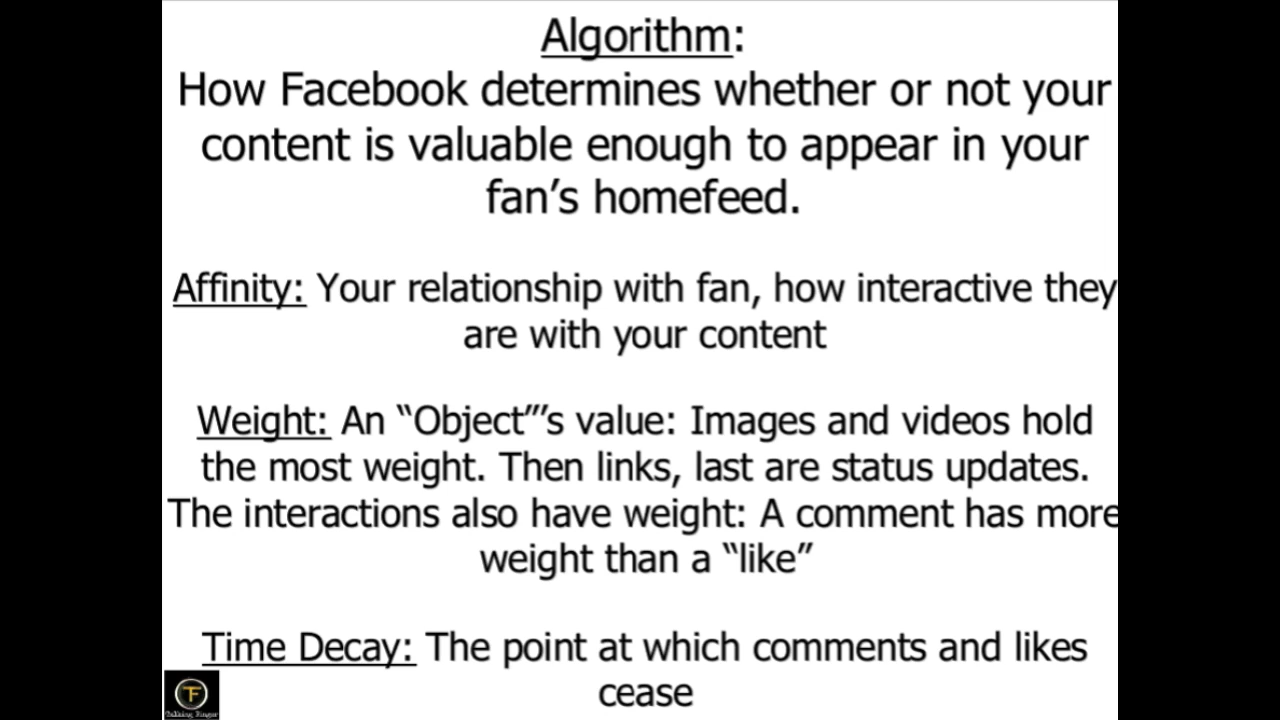 Algorithm:
How Facebook determines whether or not your
content is valuable enough to appear in your
fan’s homefeed.
Affinity: Your relationship with fan, how interactive they
are with your content
Weight: An “Object”’s value: Images and videos hold
the most weight. Then links, last are status updates.
The interactions also have weight: A comment has more
weight than a “like”
Time Decay: The point at which comments and likes
cease
TF
Talking Finger